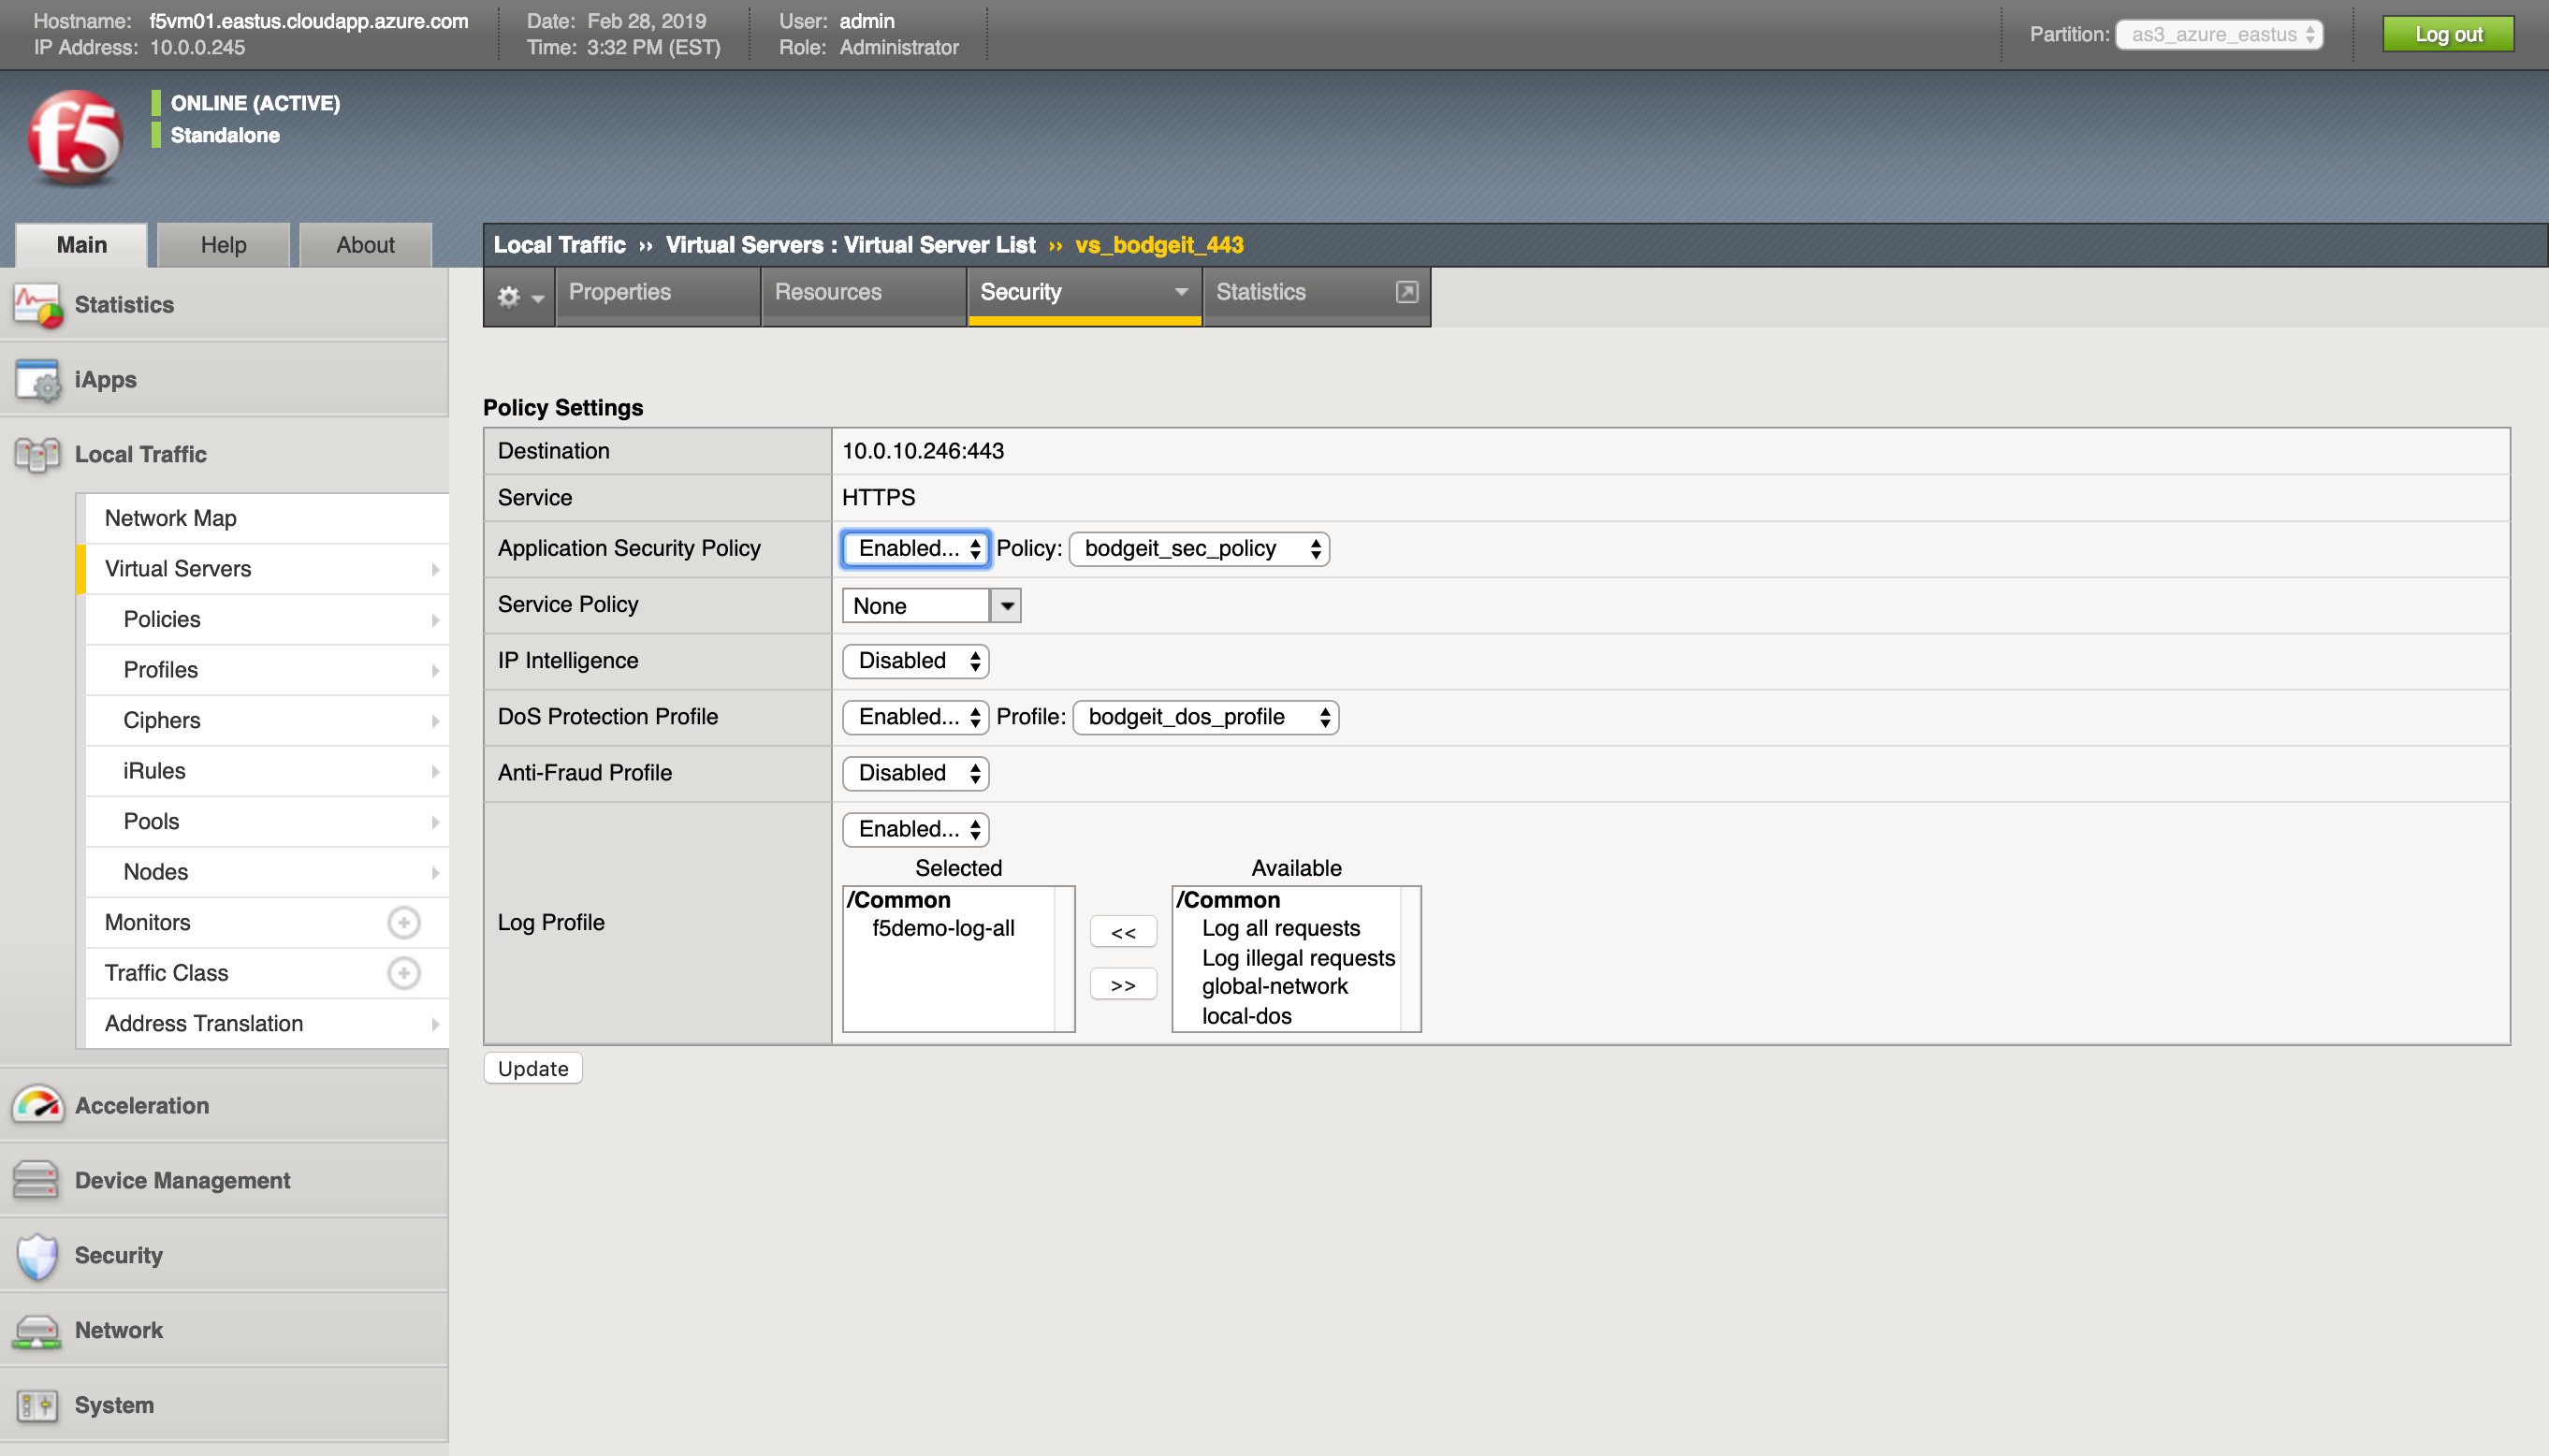 Hostname: f5vm01.eastus.cloudapp.azure.com
IP Address: 10.0.0.245
Date: Feb 28, 2019
Time: 3:32 PM (EST)
User: admin
Role: Administrator
Partition: as3_azure_eastus
Log out
f5
ONLINE (ACTIVE)
Standalone
Main
Help
About
Local Traffic ›› Virtual Servers : Virtual Server List ›› vs_bodgeit_443
Properties
Resources
Security
Statistics
Statistics
iApps
Local Traffic
Network Map
Virtual Servers
Policies
Profiles
Ciphers
iRules
Pools
Nodes
Monitors
Traffic Class
Address Translation
Acceleration
Device Management
Security
Network
System
Policy Settings
Destination 10.0.10.246:443
Service HTTPS
Application Security Policy Enabled... Policy: bodgeit_sec_policy
Service Policy None
IP Intelligence Disabled
DoS Protection Profile Enabled... Profile: bodgeit_dos_profile
Anti-Fraud Profile Disabled
Log Profile Enabled...
Selected
/Common
f5demo-log-all
<<
>>
Available
/Common
Log all requests
Log illegal requests
global-network
local-dos
Update